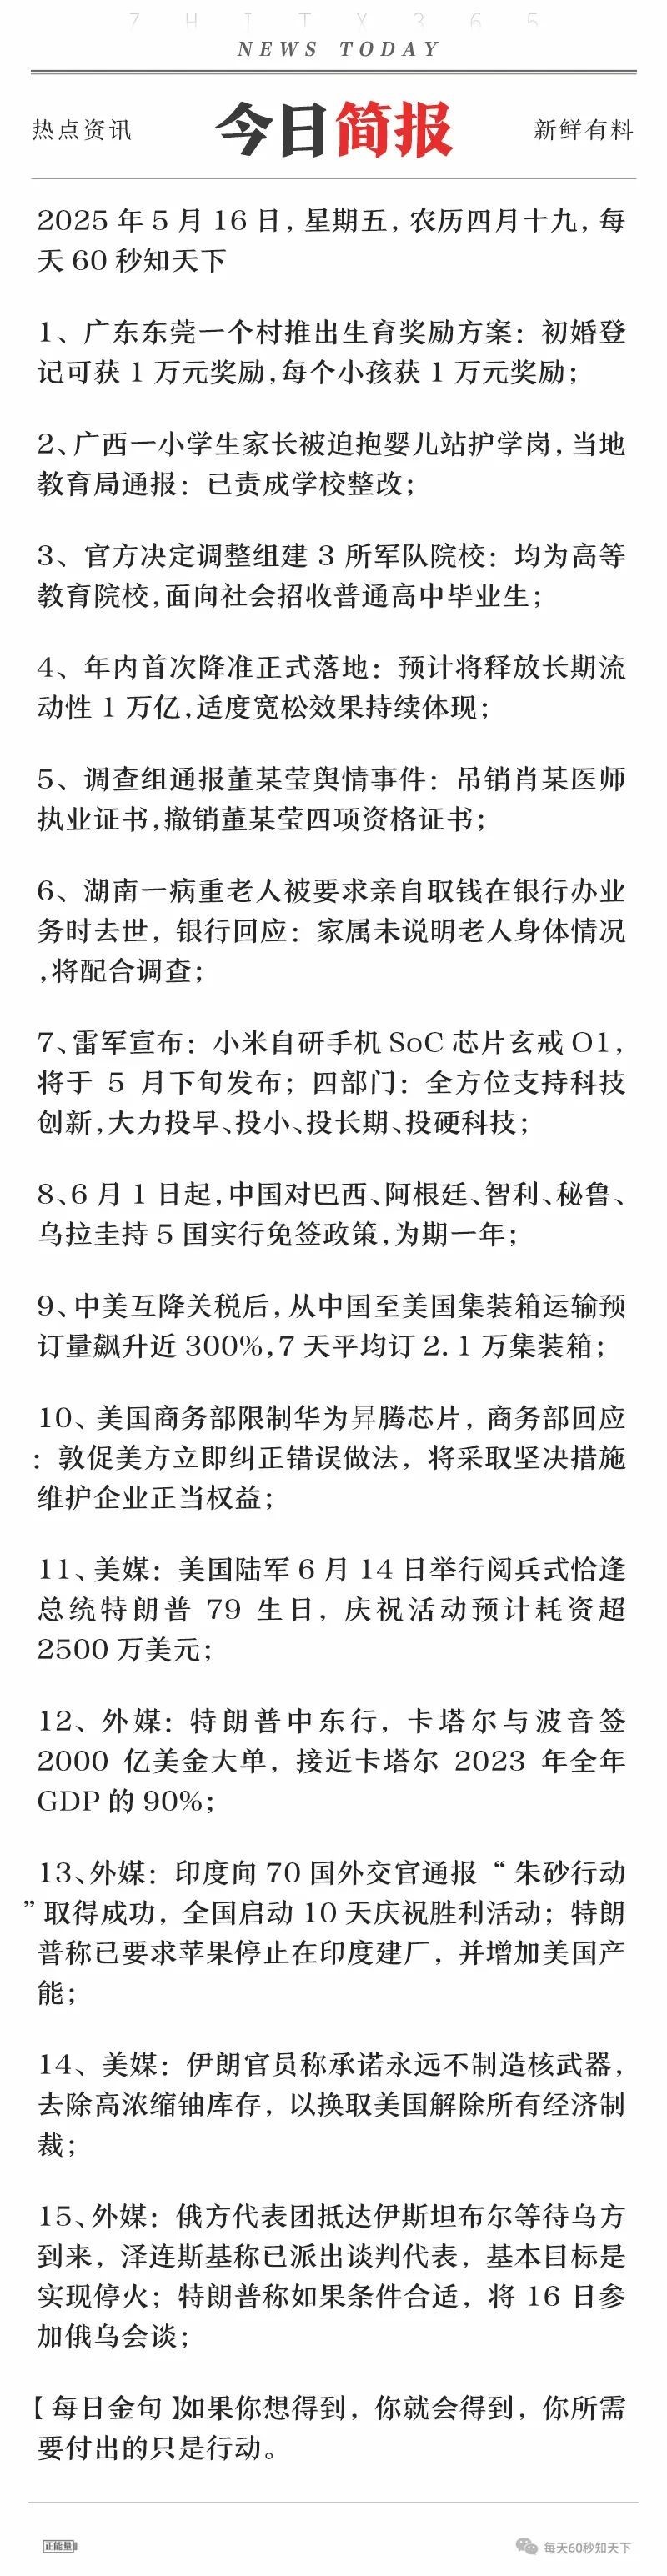 7 H I T X 3 6 5
NEWS TODAY
热点资讯 今日简报 新鲜有料
2025 年 5 月 16 日，星期五，农历四月十九，每
天 60 秒知天下
1、广东东莞一个村推出生育奖励方案：初婚登
记可获 1 万元奖励,每个小孩获 1 万元奖励；
2、广西一小学生家长被迫抱婴儿站护学岗，当地
教育局通报：已责成学校整改；
3、官方决定调整组建 3 所军队院校：均为高等
教育院校,面向社会招收普通高中毕业生；
4、年内首次降准正式落地：预计将释放长期流
动性 1 万亿,适度宽松效果持续体现；
5、调查组通报董某莹舆情事件：吊销肖某医师
执业证书,撤销董某莹四项资格证书；
6、湖南一病重老人被要求亲自取钱在银行办业
务时去世，银行回应：家属未说明老人身体情况
,将配合调查；
7、雷军宣布：小米自研手机 SoC 芯片玄戒 O1，
将于 5 月下旬发布；四部门：全方位支持科技
创新,大力投早、投小、投长期、投硬科技；
8、6 月 1 日起,中国对巴西、阿根廷、智利、秘鲁、
乌拉圭持 5 国实行免签政策,为期一年；
9、中美互降关税后，从中国至美国集装箱运输预
订量飙升近 300%,7 天平均订 2.1 万集装箱；
10、美国商务部限制华为昇腾芯片，商务部回应
：敦促美方立即纠正错误做法，将采取坚决措施
维护企业正当权益；
11、美媒：美国陆军 6 月 14 日举行阅兵式恰逢
总统特朗普 79 生日，庆祝活动预计耗资超
2500 万美元；
12、外媒：特朗普中东行，卡塔尔与波音签
2000 亿美金大单，接近卡塔尔 2023 年全年
GDP 的 90%；
13、外媒：印度向 70 国外交官通报 “ 朱砂行动
”取得成功，全国启动 10 天庆祝胜利活动；特朗
普称已要求苹果停止在印度建厂，并增加美国产
能；
14、美媒：伊朗官员称承诺永远不制造核武器，
去除高浓缩铀库存，以换取美国解除所有经济制
裁；
15、外媒：俄方代表团抵达伊斯坦布尔等待乌方
到来，泽连斯基称已派出谈判代表，基本目标是
实现停火；特朗普称如果条件合适，将 16 日参
加俄乌会谈；
【每日金句】如果你想得到，你就会得到，你所需
要付出的只是行动。
正能量 每天60秒知天下